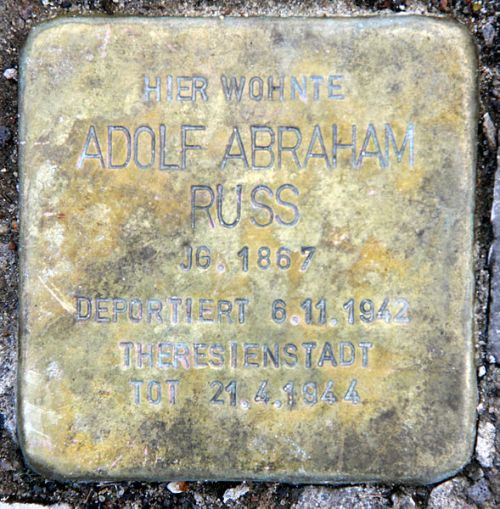 HIER WOHNTE
ADOLF ABRAHAM
RUSS
JG. 1867
DEPORTIERT 6.11.1942
THERESIENSTADT
TOT 21.4.1944